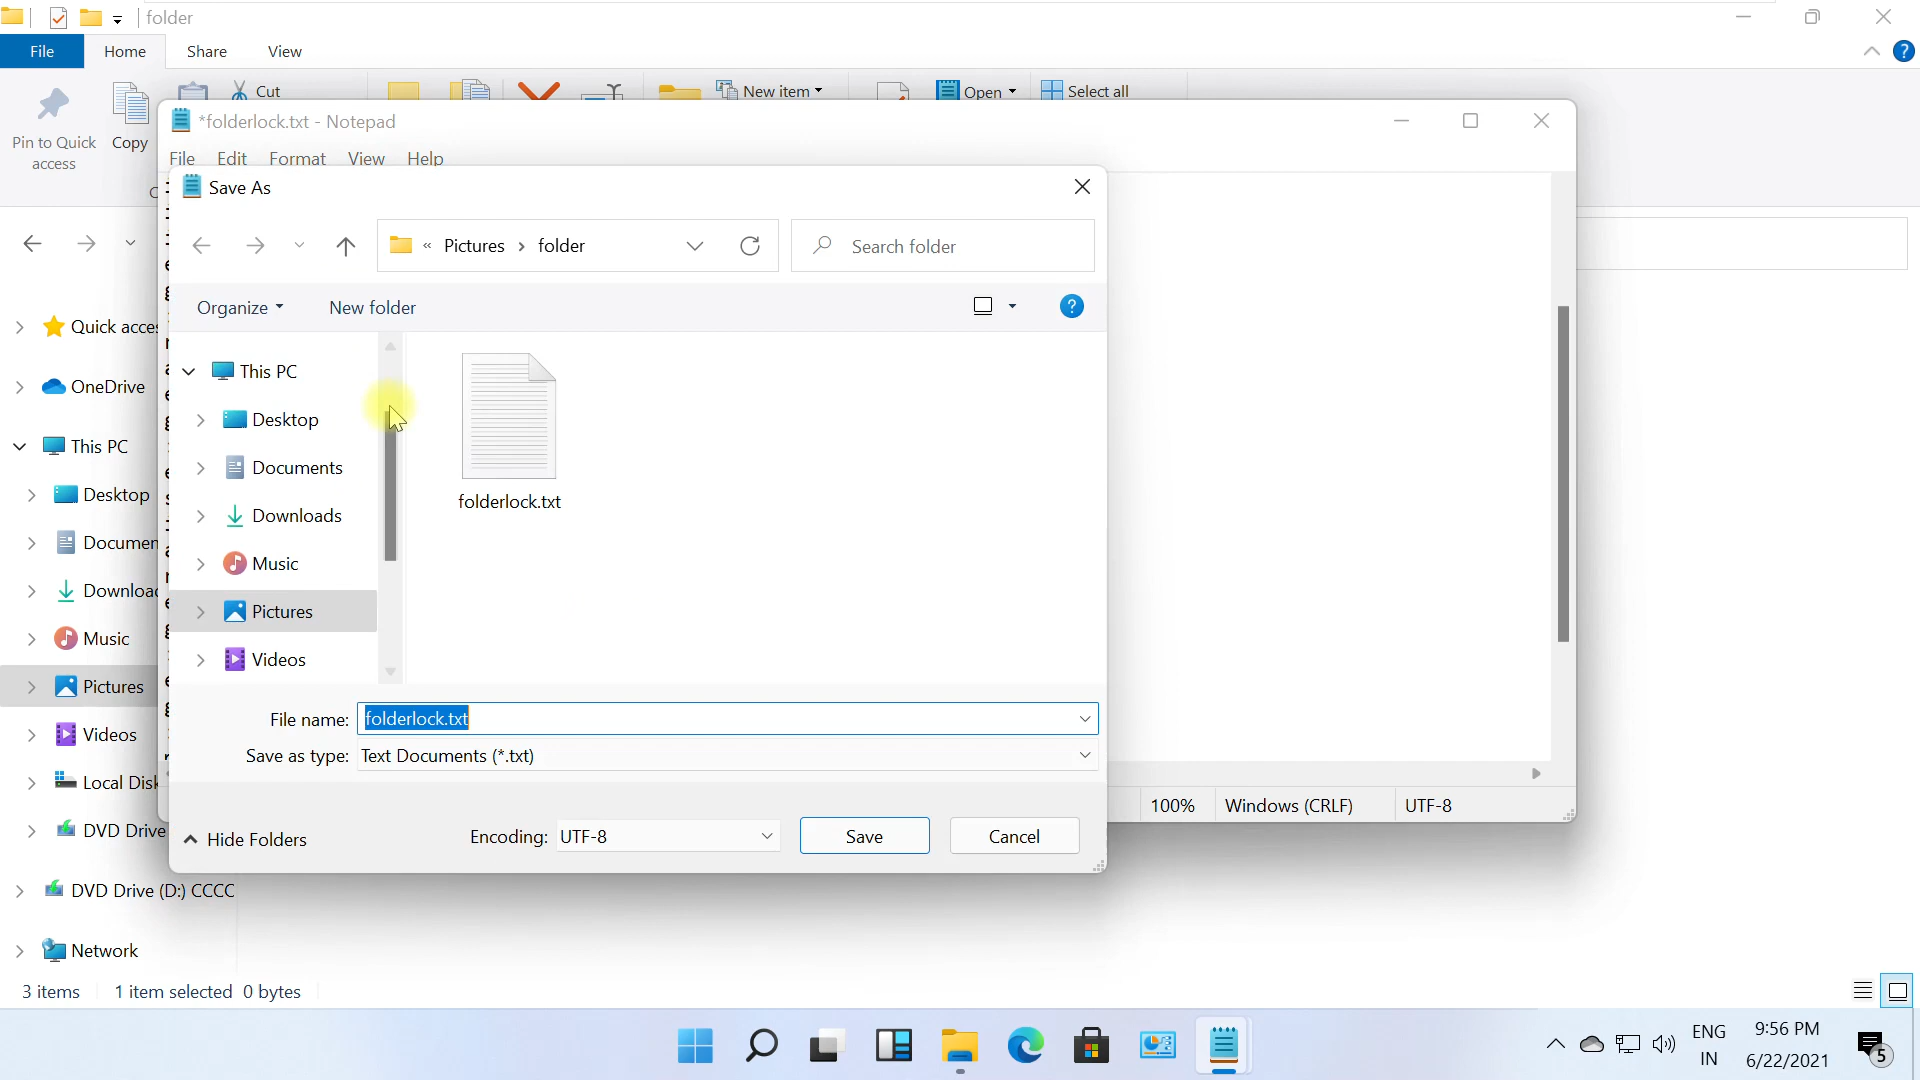 folder
File
Home
Share
View
Cut
New item
Open
Select all
Pin to Quick
access
Copy
*folderlock.txt - Notepad
File
Edit
Format
View
Help
Save As
« Pictures › folder
Search folder
Organize
New folder
?
This PC
Desktop
Documents
Downloads
Music
Pictures
Videos
folderlock.txt
File name: folderlock.txt
Save as type: Text Documents (*.txt)
Hide Folders
Encoding: UTF-8
Save
Cancel
100%
Windows (CRLF)
UTF-8
Quick acces
OneDrive
This PC
Desktop
Documen
Downloa
Music
Pictures
Videos
Local Disk
DVD Drive
DVD Drive (D:) CCCC
Network
3 items
1 item selected 0 bytes
ENG
IN
9:56 PM
6/22/2021
5